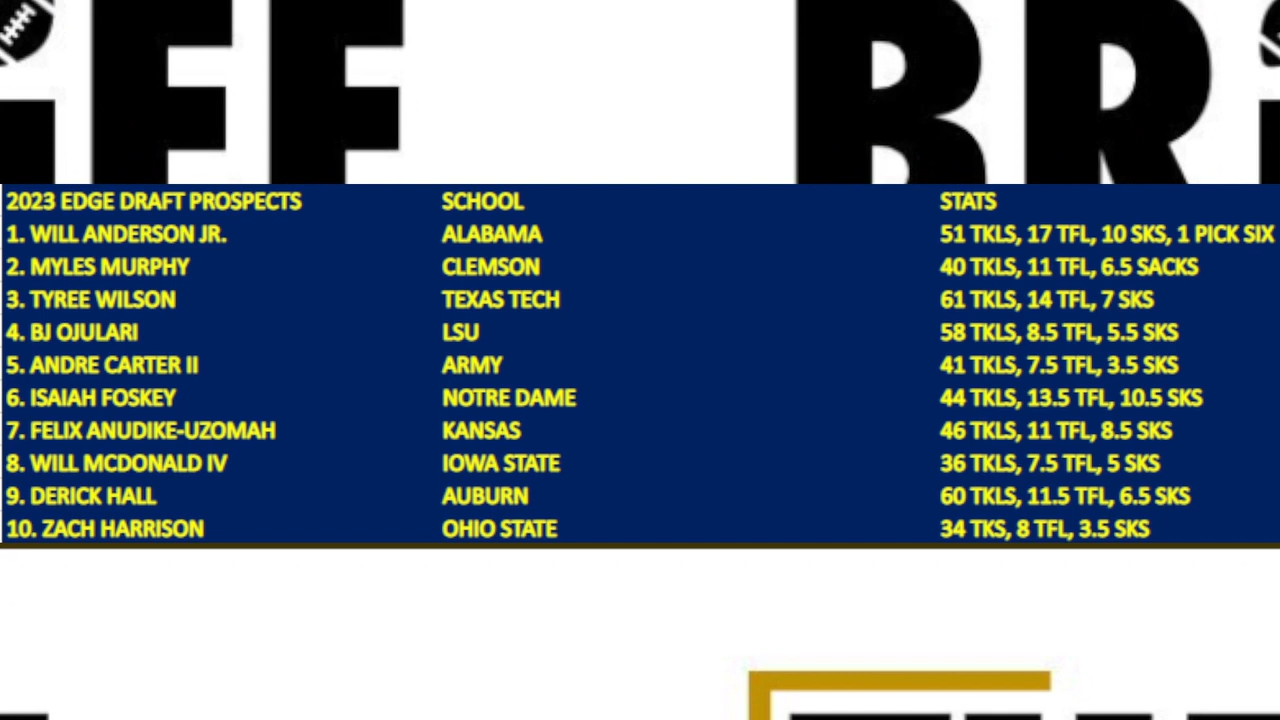 BR
2023 EDGE DRAFT PROSPECTS SCHOOL STATS
1. WILL ANDERSON JR. ALABAMA 51 TKLS, 17 TFL, 10 SKS, 1 PICK SIX
2. MYLES MURPHY CLEMSON 40 TKLS, 11 TFL, 6.5 SACKS
3. TYREE WILSON TEXAS TECH 61 TKLS, 14 TFL, 7 SKS
4. BJ OJULARI LSU 58 TKLS, 8.5 TFL, 5.5 SKS
5. ANDRE CARTER II ARMY 41 TKLS, 7.5 TFL, 3.5 SKS
6. ISAIAH FOSKEY NOTRE DAME 44 TKLS, 13.5 TFL, 10.5 SKS
7. FELIX ANUDIKE-UZOMAH KANSAS 46 TKLS, 11 TFL, 8.5 SKS
8. WILL MCDONALD IV IOWA STATE 36 TKLS, 7.5 TFL, 5 SKS
9. DERICK HALL AUBURN 60 TKLS, 11.5 TFL, 6.5 SKS
10. ZACH HARRISON OHIO STATE 34 TKS, 8 TFL, 3.5 SKS